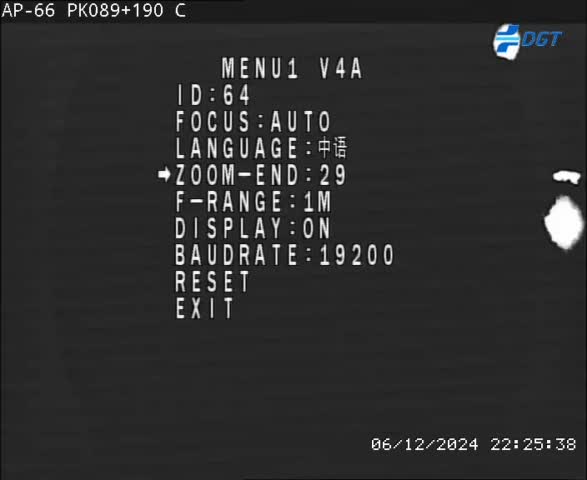 AP-66 PK089+190 C
DGT
MENU1 V4A
ID:64
FOCUS:AUTO
LANGUAGE:中语
ZOOM-END:29
F-RANGE:1M
DISPLAY:ON
BAUDRATE:19200
RESET
EXIT
06/12/2024 22:25:38